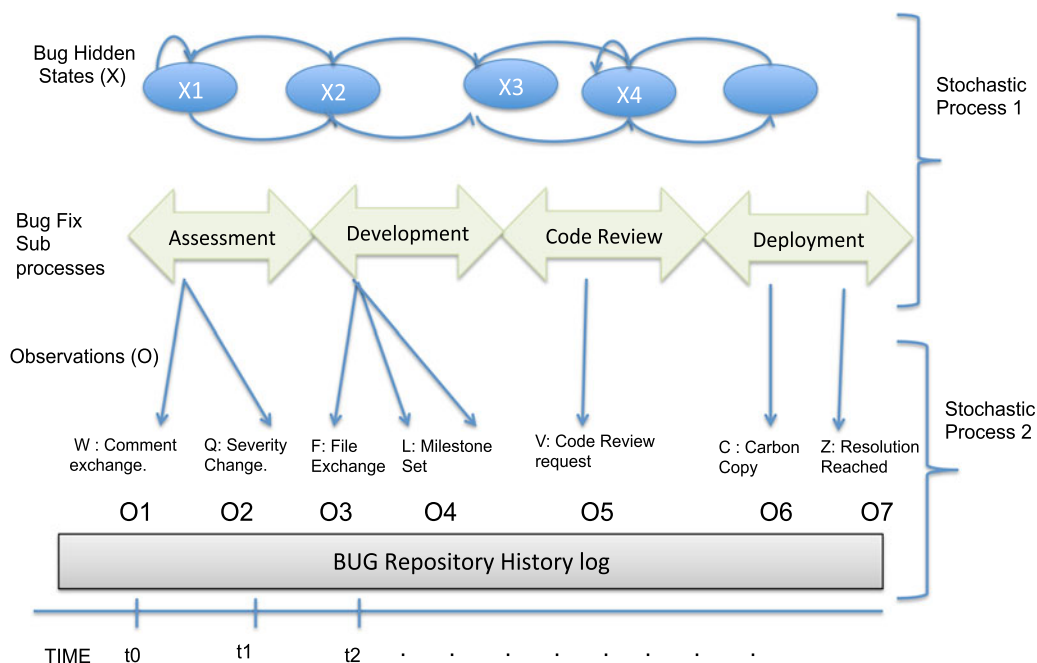 Bug Hidden
States (X)
X1
X2
X3
X4
Stochastic
Process 1
Bug Fix
Sub
processes
Assessment
Development
Code Review
Deployment
Observations (O)
Stochastic
Process 2
W : Comment
exchange.
Q: Severity
Change.
F: File
Exchange
L: Milestone
Set
V: Code Review
request
C : Carbon
Copy
Z: Resolution
Reached
O1 O2 O3 O4 O5 O6 O7
BUG Repository History log
TIME t0 t1 t2 . . . . . . . .